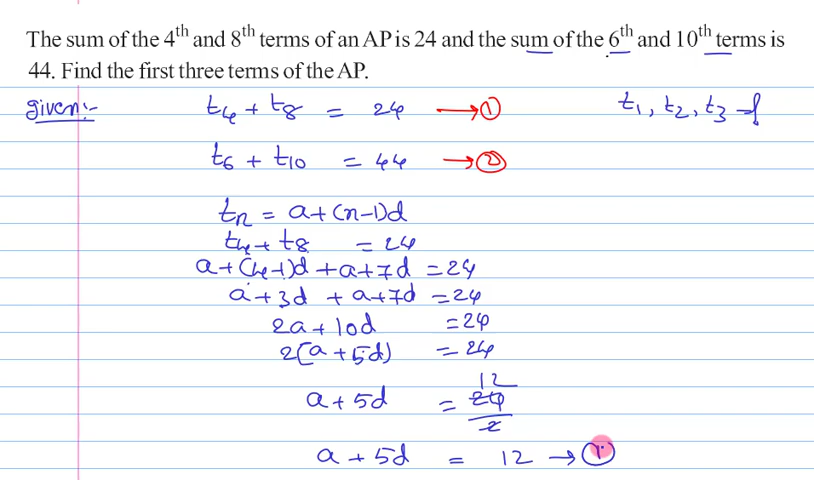 The sum of the 4th and 8th terms of an AP is 24 and the sum of the 6th and 10th terms is
44. Find the first three terms of the AP.
given:- t4 + t8 = 24 → ① t1, t2, t3 -?
t6 + t10 = 44 → ②
tn = a + (n-1)d
t4 + t8 = 24
a + (4-1)d + a + 7d = 24
a + 3d + a + 7d = 24
2a + 10d = 24
2(a + 5d) = 24
12
a + 5d = 24
2
a + 5d = 12 → ①